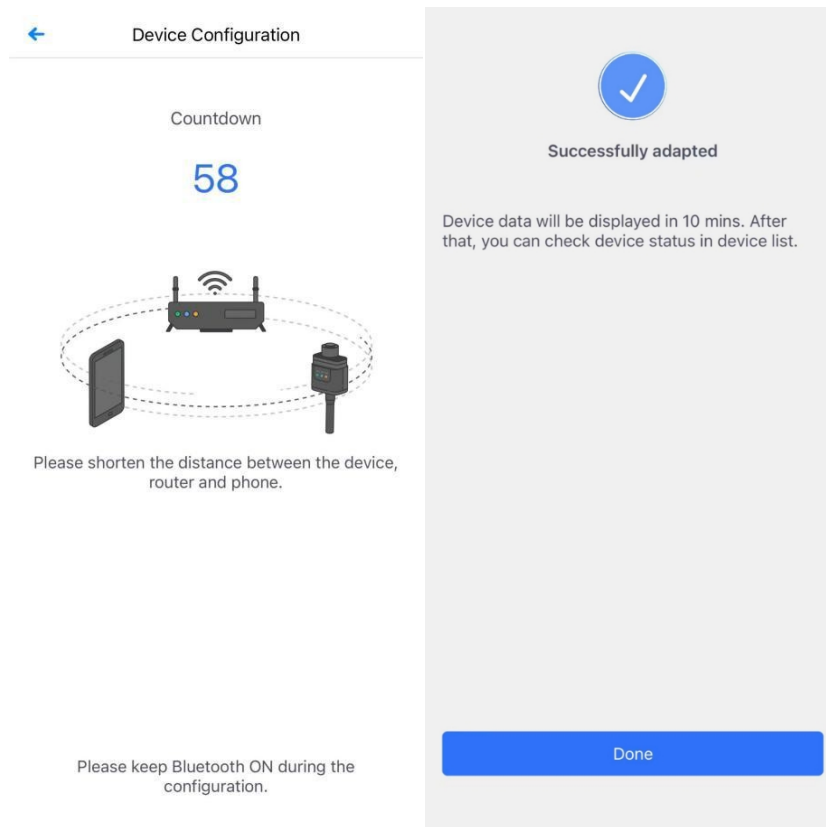 Device Configuration
Countdown
58
Please shorten the distance between the device,
router and phone.
Please keep Bluetooth ON during the
configuration.
Successfully adapted
Device data will be displayed in 10 mins. After
that, you can check device status in device list.
Done